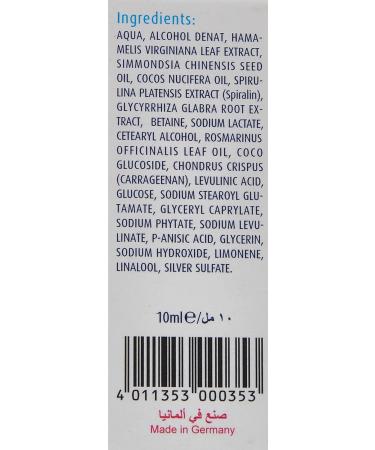 Ingredients:
AQUA, ALCOHOL DENAT, HAMA-
MELIS VIRGINIANA LEAF EXTRACT,
SIMMONDSIA CHINENSIS SEED
OIL, COCOS NUCIFERA OIL, SPIRU-
LINA PLATENSIS EXTRACT (Spiralin),
GLYCYRRHIZA GLABRA ROOT EX-
TRACT, BETAINE, SODIUM LACTATE,
CETEARYL ALCOHOL, ROSMARINUS
OFFICINALIS LEAF OIL, COCO
GLUCOSIDE, CHONDRUS CRISPUS
(CARRAGEENAN), LEVULINIC ACID,
GLUCOSE, SODIUM STEAROYL GLU-
TAMATE, GLYCERYL CAPRYLATE,
SODIUM PHYTATE, SODIUM LEVU-
LINATE, P-ANISIC ACID, GLYCERIN,
SODIUM HYDROXIDE, LIMONENE,
LINALOOL, SILVER SULFATE.
10ml℮/١٠ مل
4 011353 000353
صنع في ألمانيا
Made in Germany